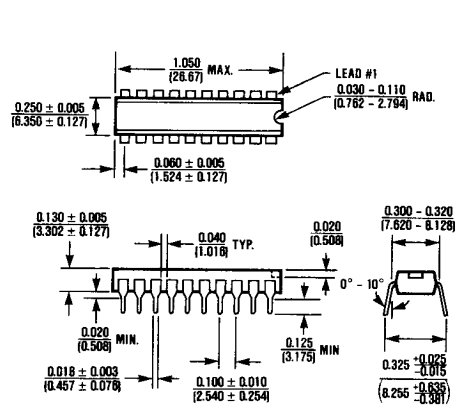 1.050
(26.67) MAX.
LEAD #1
0.030 – 0.110
(0.762 – 2.794) RAD.
0.250 ± 0.005
(6.350 ± 0.127)
0.060 ± 0.005
(1.524 ± 0.127)
0.130 ± 0.005
(3.302 ± 0.127)
0.040
(1.016) TYP.
0.020
(0.508)
0.300 – 0.320
(7.620 – 8.128)
0° – 10°
0.020
(0.508) MIN.
0.125
(3.175) MIN
0.018 ± 0.003
(0.457 ± 0.076)
0.100 ± 0.010
(2.540 ± 0.254)
0.325 +0.025
–0.015
(8.255 +0.635
–0.381)